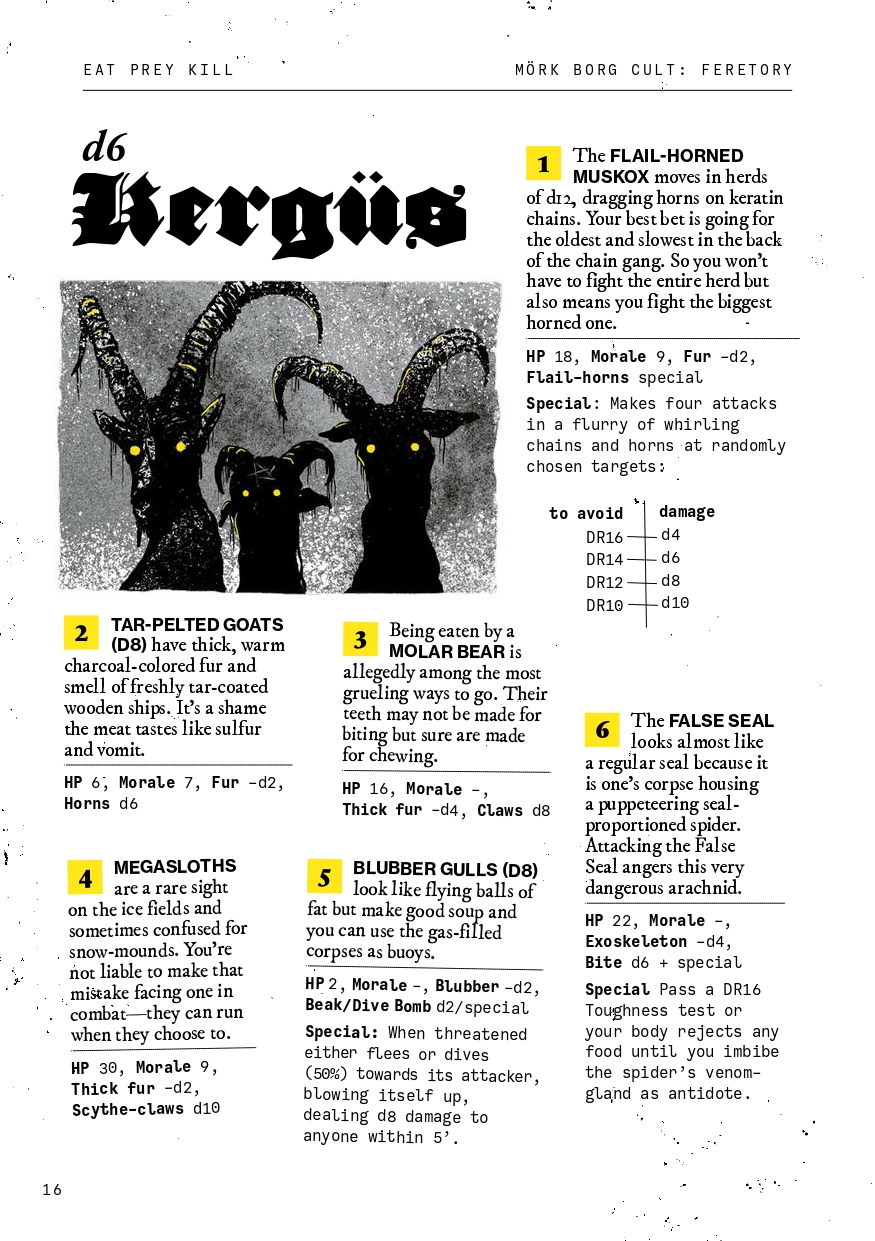 EAT PREY KILL
MÖRK BORG CULT: FERETORY
d6
Kergüs
1
The FLAIL-HORNED
MUSKOX moves in herds
of d12, dragging horns on keratin
chains. Your best bet is going for
the oldest and slowest in the back
of the chain gang. So you won't
have to fight the entire herd but
also means you fight the biggest
horned one.
HP 18, Morale 9, Fur –d2,
Flail-horns special
Special: Makes four attacks
in a flurry of whirling
chains and horns at randomly
chosen targets:
to avoid damage
DR16 d4
DR14 d6
DR12 d8
DR10 d10
2
TAR-PELTED GOATS
(D8) have thick, warm
charcoal-colored fur and
smell of freshly tar-coated
wooden ships. It's a shame
the meat tastes like sulfur
and vomit.
HP 6, Morale 7, Fur –d2,
Horns d6
3
Being eaten by a
MOLAR BEAR is
allegedly among the most
grueling ways to go. Their
teeth may not be made for
biting but sure are made
for chewing.
HP 16, Morale –,
Thick fur –d4, Claws d8
4
MEGASLOTHS
are a rare sight
on the ice fields and
sometimes confused for
snow-mounds. You're
not liable to make that
mistake facing one in
combat—they can run
when they choose to.
HP 30, Morale 9,
Thick fur –d2,
Scythe-claws d10
5
BLUBBER GULLS (D8)
look like flying balls of
fat but make good soup and
you can use the gas-filled
corpses as buoys.
HP 2, Morale –, Blubber –d2,
Beak/Dive Bomb d2/special
Special: When threatened
either flees or dives
(50%) towards its attacker,
blowing itself up,
dealing d8 damage to
anyone within 5'.
6
The FALSE SEAL
looks almost like
a regular seal because it
is one's corpse housing
a puppeteering seal-
proportioned spider.
Attacking the False
Seal angers this very
dangerous arachnid.
HP 22, Morale –,
Exoskeleton –d4,
Bite d6 + special
Special Pass a DR16
Toughness test or
your body rejects any
food until you imbibe
the spider's venom-
gland as antidote.
16